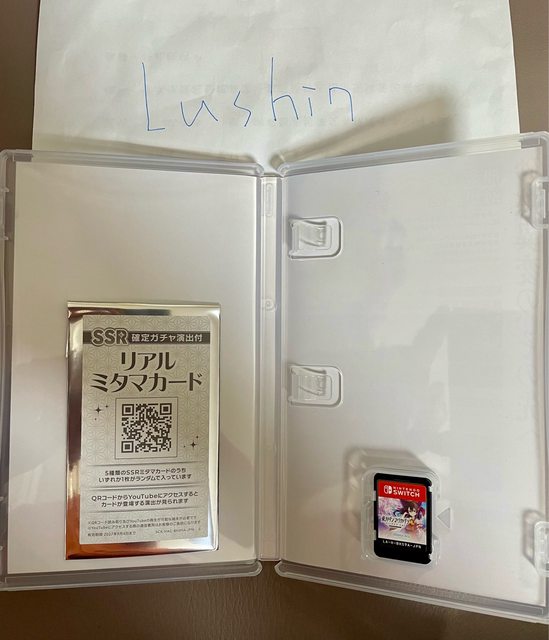 Lushin
SSR 確定ガチャ演出付
リアル
ミタマカード
5種類のSSRミタマカードのうち
いずれか1枚がランダムで入っています
QRコードからYouTubeにアクセスすると
カードが登場する演出が見られます
NINTENDO
SWITCH
LA-H-BH5TA-JPN